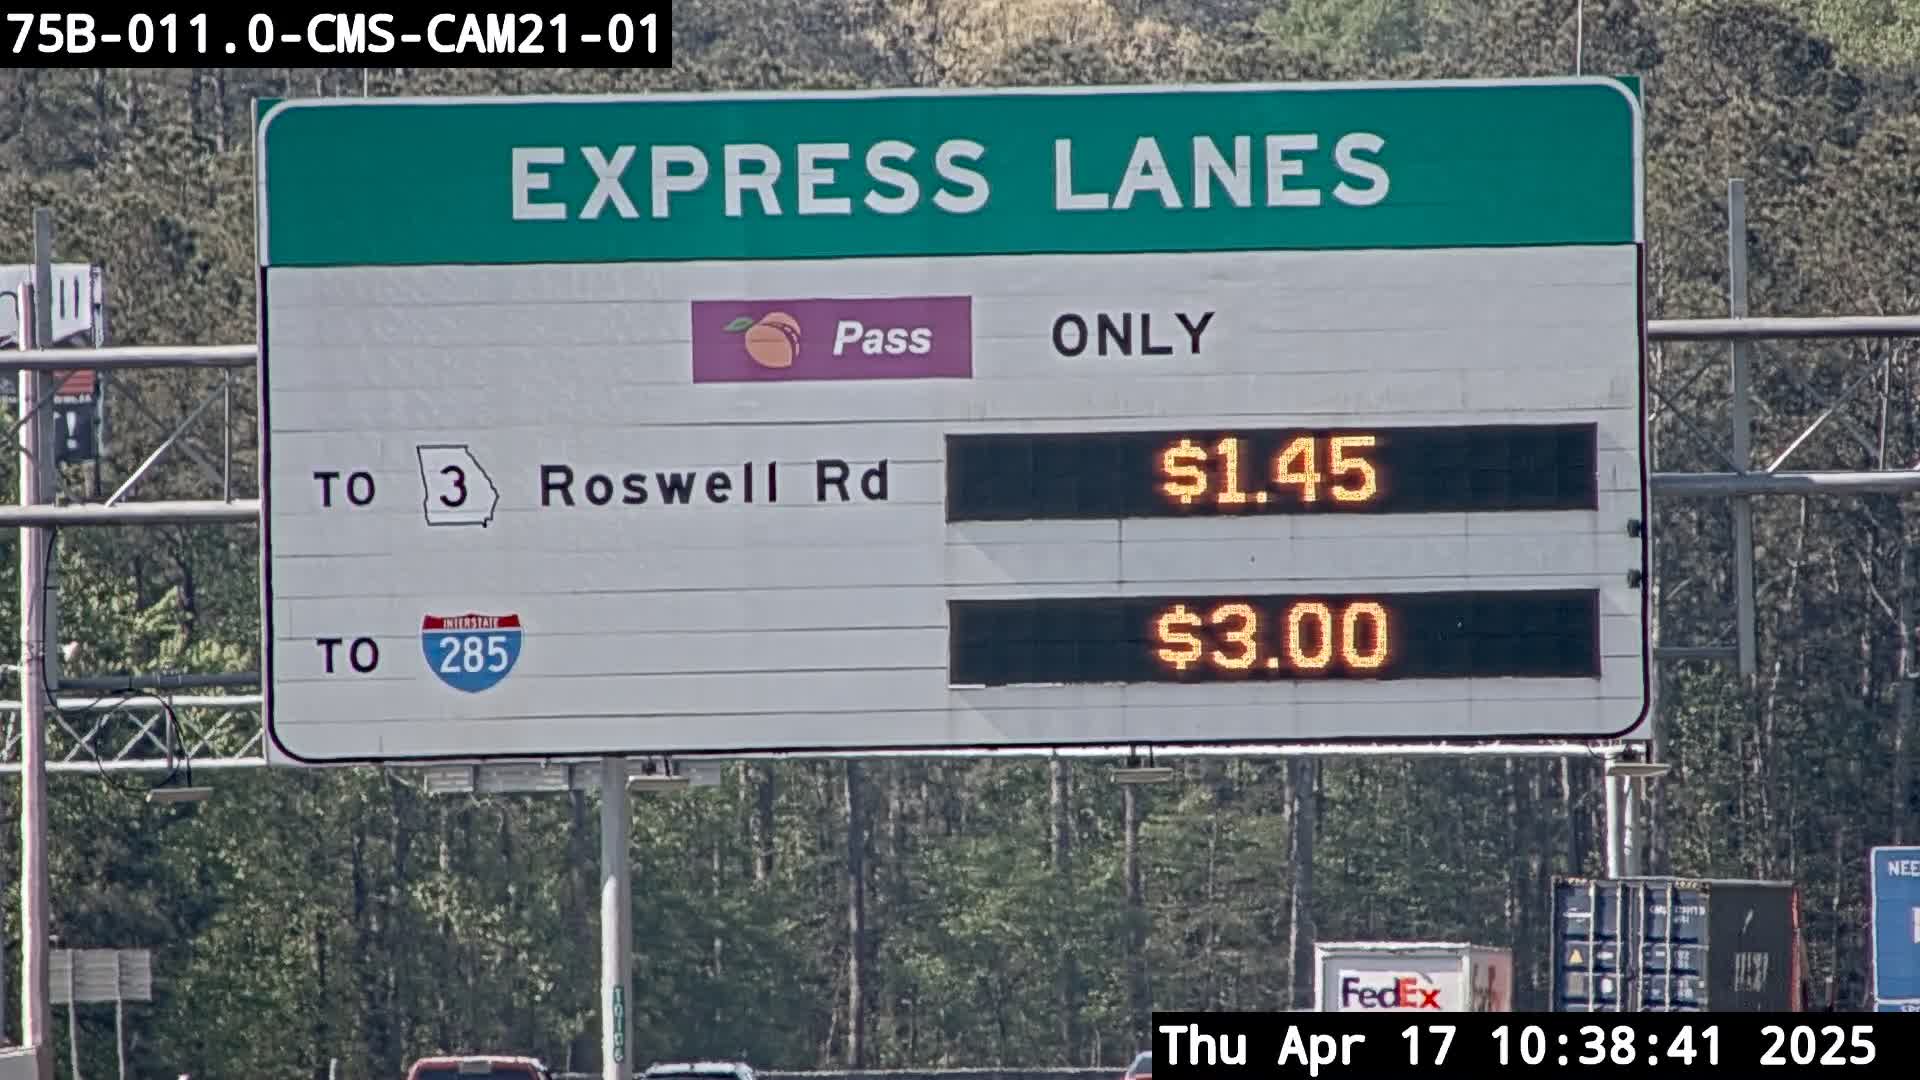 75B-011.0-CMS-CAM21-01
EXPRESS LANES
Pass ONLY
TO 3 Roswell Rd $1.45
TO INTERSTATE 285 $3.00
FedEx
Thu Apr 17 10:38:41 2025